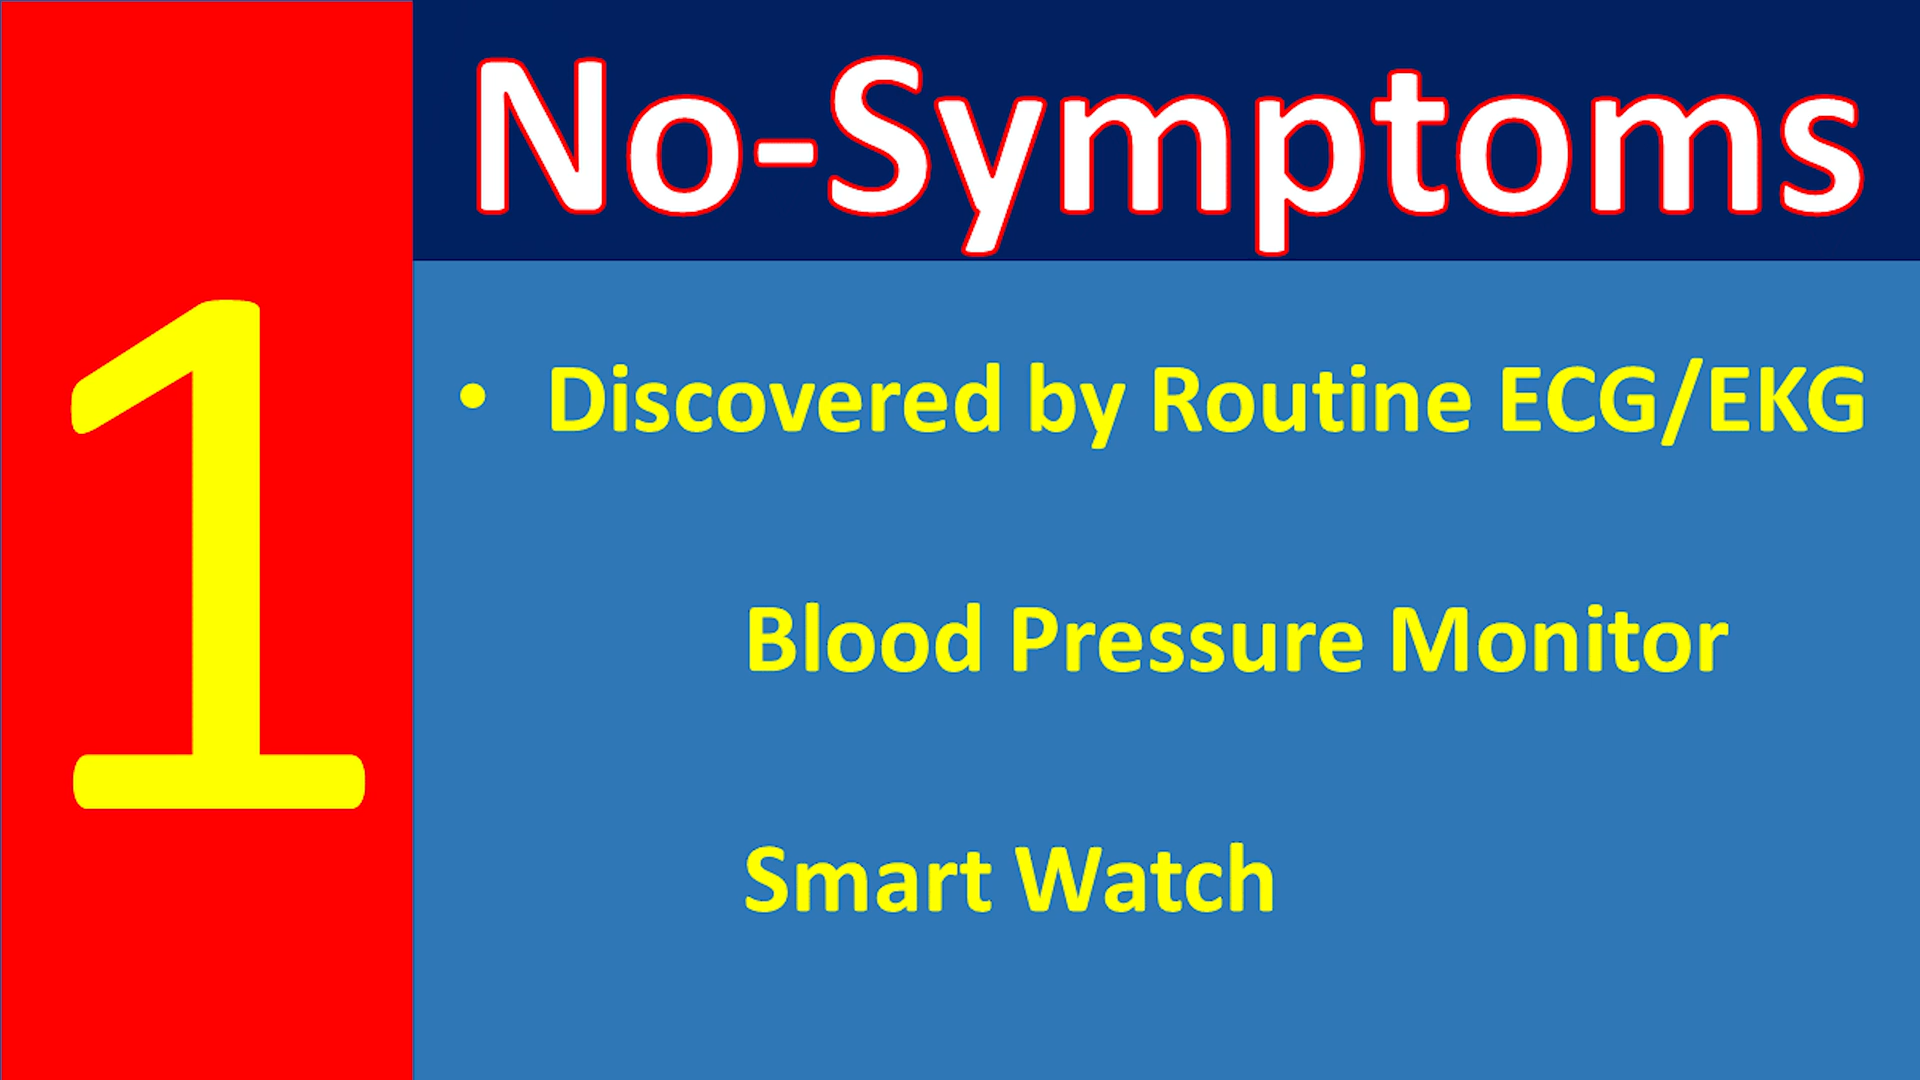 1
No-Symptoms
• Discovered by Routine ECG/EKG
Blood Pressure Monitor
Smart Watch